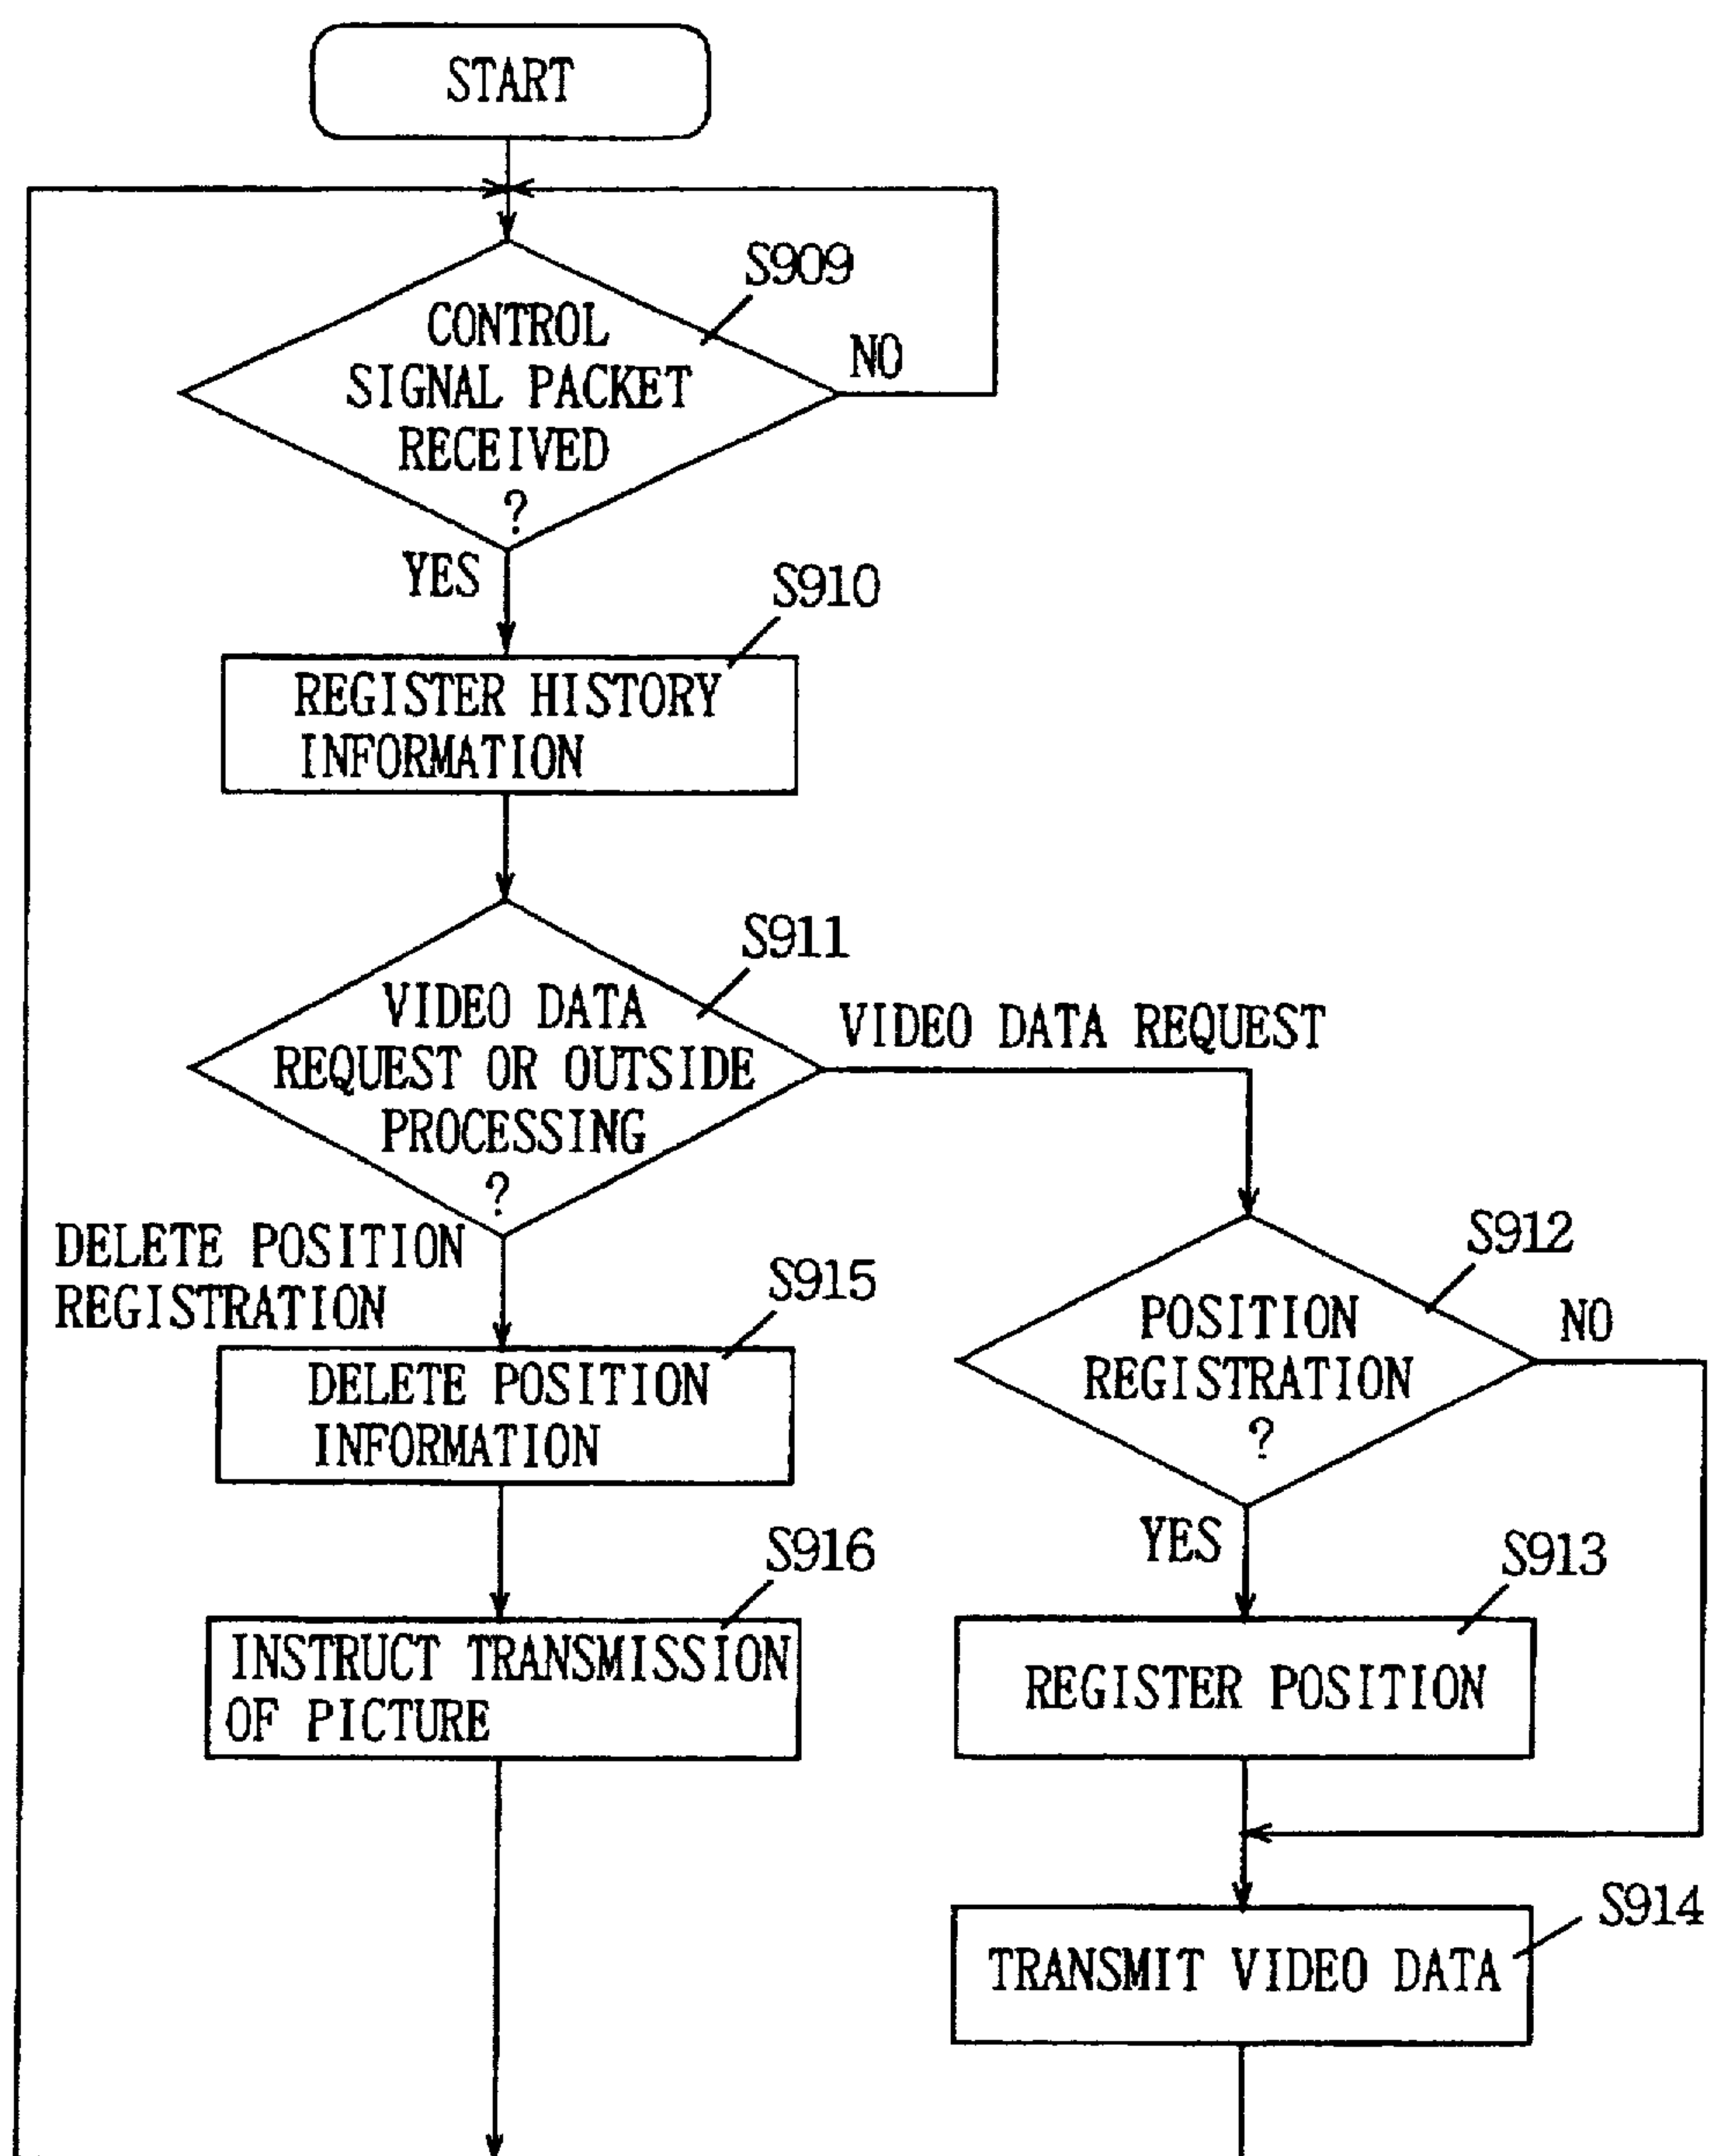 START
S909
CONTROL
SIGNAL PACKET
RECEIVED
?
NO
YES
S910
REGISTER HISTORY
INFORMATION
S911
VIDEO DATA
REQUEST OR OUTSIDE
PROCESSING
?
VIDEO DATA REQUEST
DELETE POSITION
REGISTRATION
S915
DELETE POSITION
INFORMATION
S916
INSTRUCT TRANSMISSION
OF PICTURE
S912
POSITION
REGISTRATION
?
NO
YES
S913
REGISTER POSITION
S914
TRANSMIT VIDEO DATA